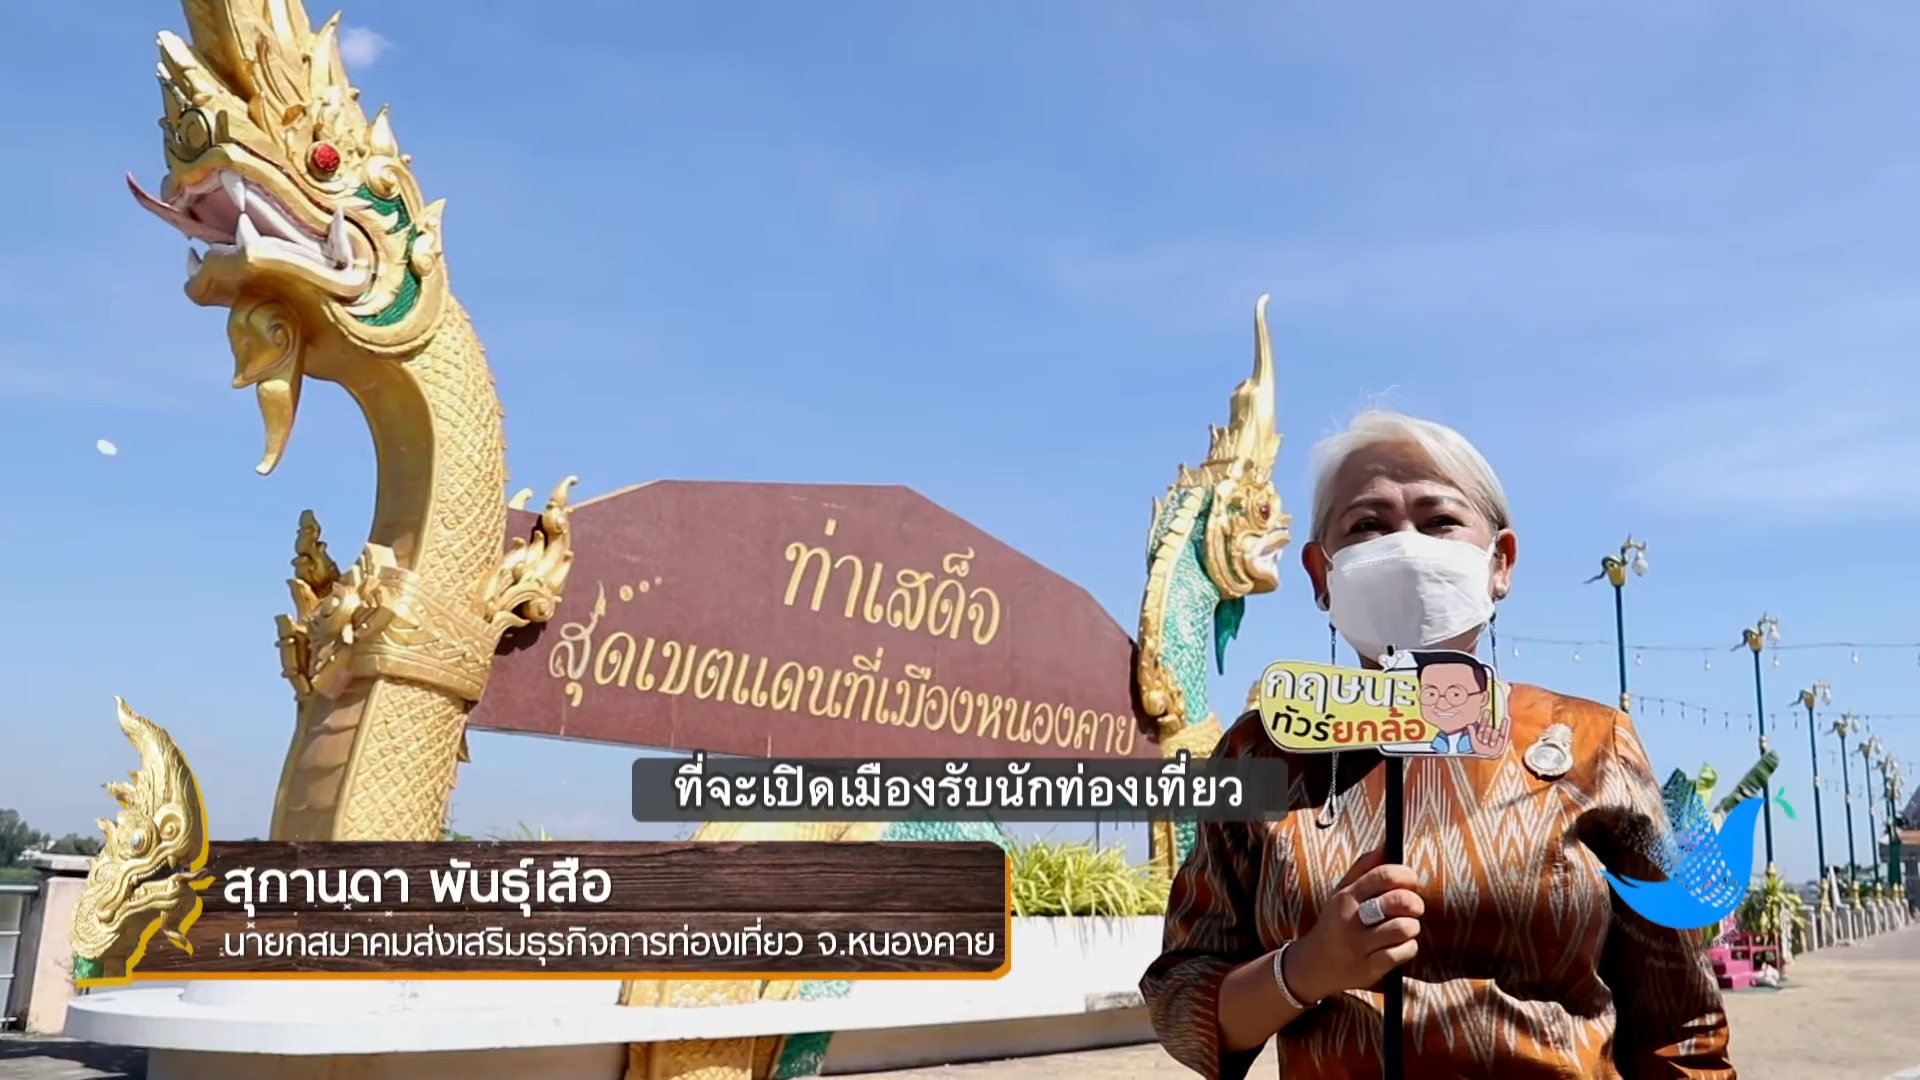 ท่าเสด็จ
สุดเขตแดนที่เมืองหนองคาย
กฤษนะ
ทัวร์ยกล้อ
ที่จะเปิดเมืองรับนักท่องเที่ยว
สุกานดา พันธุ์เสือ
นายกสมาคมส่งเสริมธุรกิจการท่องเที่ยว จ.หนองคาย